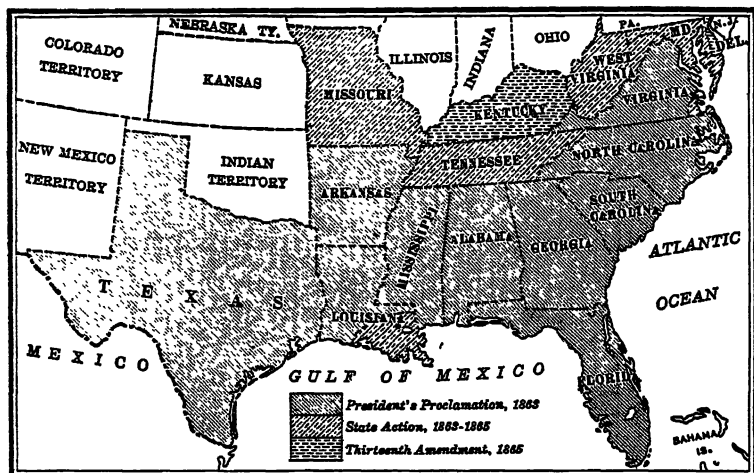 NEBRASKA TY.
COLORADO
TERRITORY
KANSAS
MISSOURI
ILLINOIS
INDIANA
OHIO
PA.
N.J.
MD.
DEL.
WEST
VIRGINIA
VIRGINIA
KENTUCKY
NEW MEXICO
TERRITORY
INDIAN
TERRITORY
TENNESSEE
NORTH CAROLINA
ARKANSAS
SOUTH
CAROLINA
MISSISSIPPI
ALABAMA
GEORGIA
ATLANTIC
OCEAN
TEXAS
LOUISIANA
MEXICO
GULF OF MEXICO
FLORIDA
President's Proclamation, 1863
State Action, 1863-1865
Thirteenth Amendment, 1865
BAHAMA
IS.